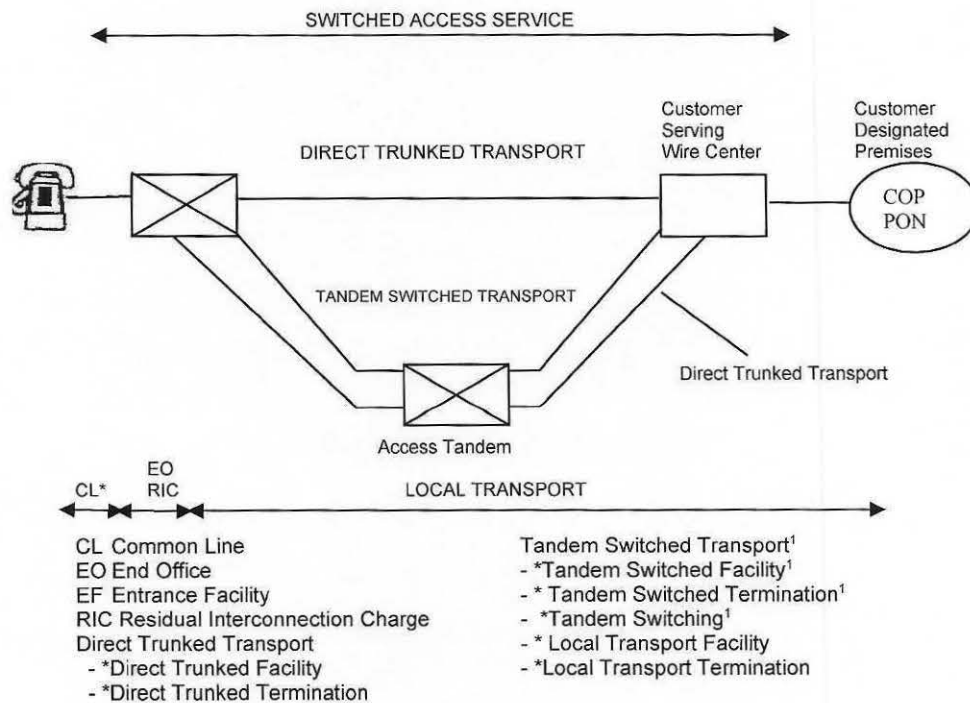 SWITCHED ACCESS SERVICE
Customer
Serving
Wire Center
Customer
Designated
Premises
DIRECT TRUNKED TRANSPORT
COP
PON
TANDEM SWITCHED TRANSPORT
Direct Trunked Transport
Access Tandem
CL*
EO
RIC
LOCAL TRANSPORT
CL Common Line
EO End Office
EF Entrance Facility
RIC Residual Interconnection Charge
Direct Trunked Transport
- *Direct Trunked Facility
- *Direct Trunked Termination
Tandem Switched Transport¹
- *Tandem Switched Facility¹
- * Tandem Switched Termination¹
- *Tandem Switching¹
- * Local Transport Facility
- *Local Transport Termination